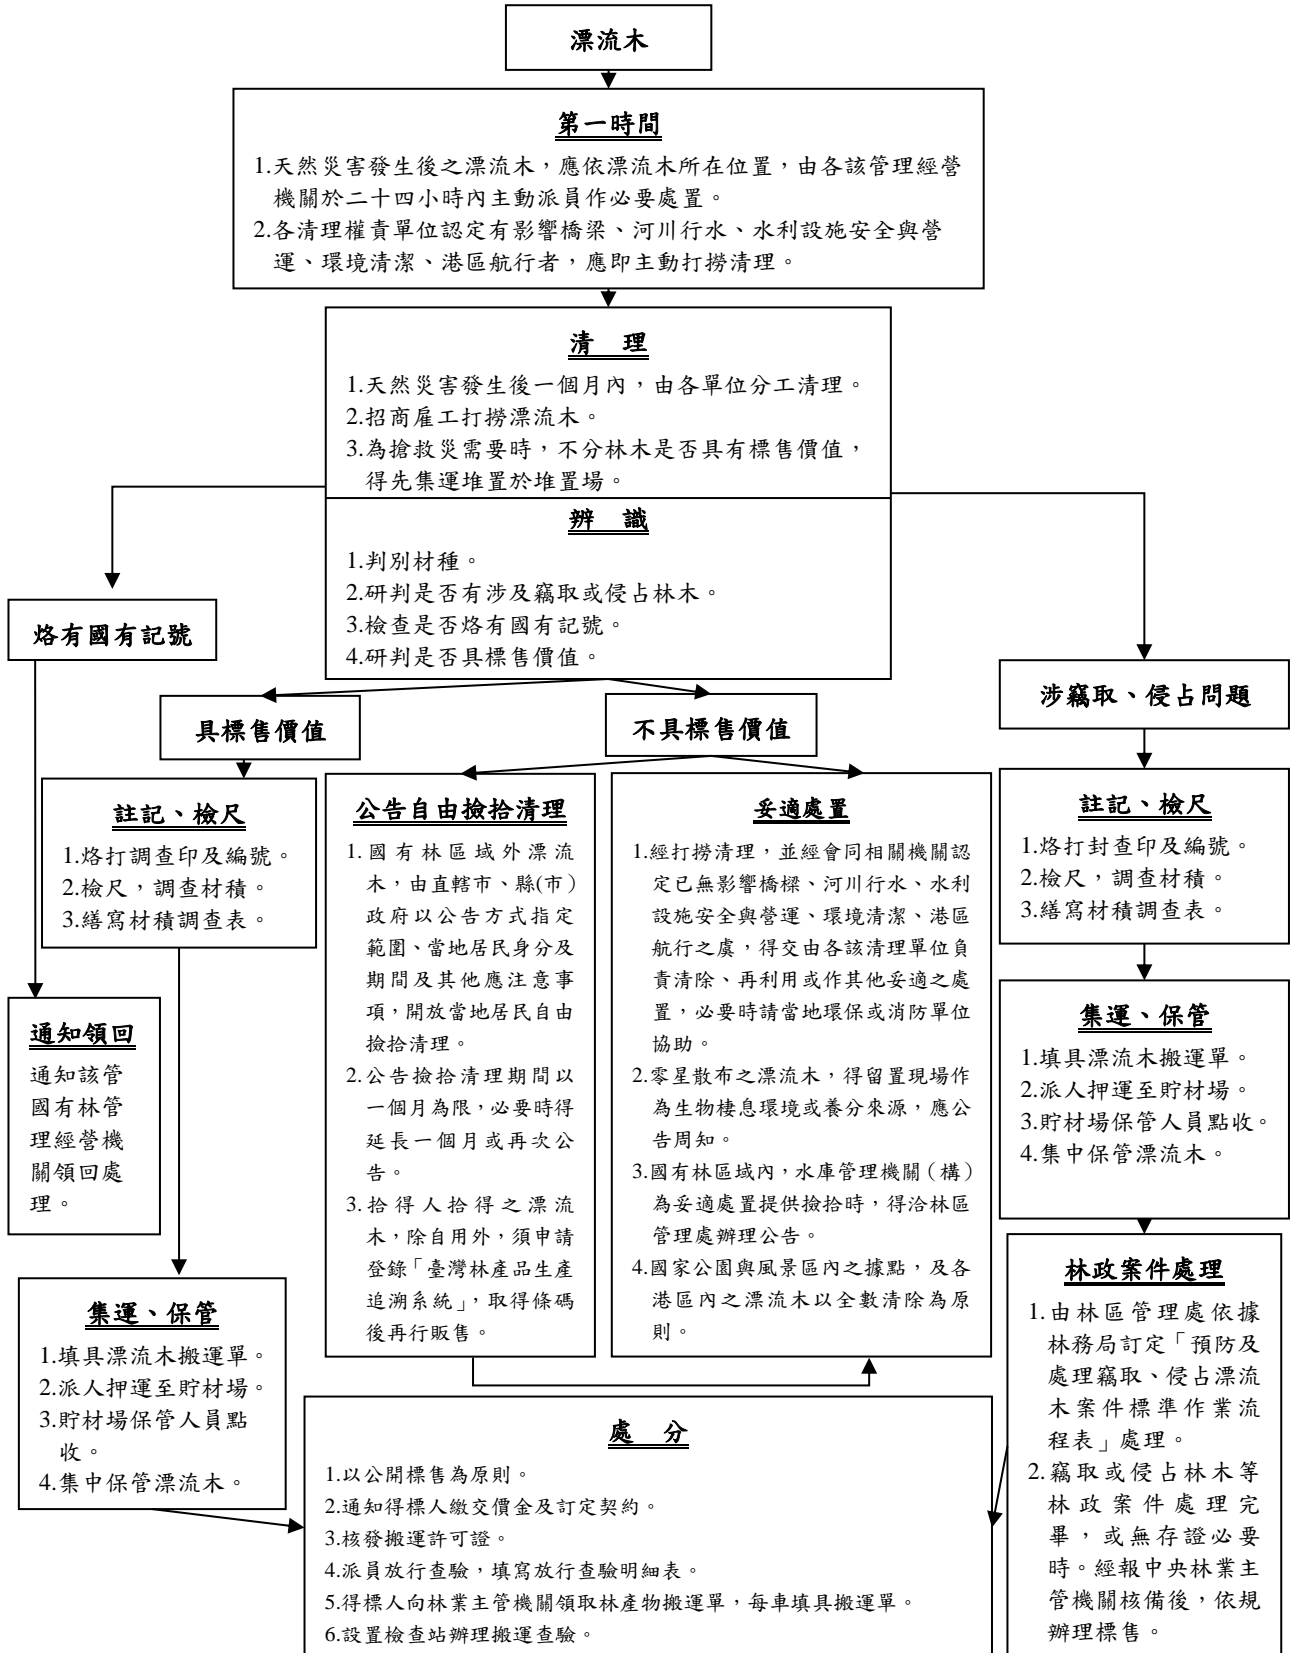 漂流木
第一時間
1.天然災害發生後之漂流木，應依漂流木所在位置，由各該管理經營
機關於二十四小時內主動派員作必要處置。
2.各清理權責單位認定有影響橋梁、河川行水、水利設施安全與營
運、環境清潔、港區航行者，應即主動打撈清理。
清 理
1.天然災害發生後一個月內，由各單位分工清理。
2.招商雇工打撈漂流木。
3.為搶救災需要時，不分林木是否具有標售價值，
得先集運堆置於堆置場。
辨 識
1.判別材種。
2.研判是否有涉及竊取或侵占林木。
3.檢查是否烙有國有記號。
4.研判是否具標售價值。
烙有國有記號
通知領回
通知該管
國有林管
理經營機
關領回處
理。
具標售價值
註記、檢尺
1.烙打調查印及編號。
2.檢尺，調查材積。
3.繕寫材積調查表。
集運、保管
1.填具漂流木搬運單。
2.派人押運至貯材場。
3.貯材場保管人員點
收。
4.集中保管漂流木。
不具標售價值
公告自由撿拾清理
1.國有林區域外漂流
木，由直轄市、縣(市)
政府以公告方式指定
範圍、當地居民身分及
期間及其他應注意事
項，開放當地居民自由
撿拾清理。
2.公告撿拾清理期間以
一個月為限，必要時得
延長一個月或再次公
告。
3.拾得人拾得之漂流
木，除自用外，須申請
登錄「臺灣林產品生產
追溯系統」，取得條碼
後再行販售。
妥適處置
1.經打撈清理，並經會同相關機關認
定已無影響橋樑、河川行水、水利
設施安全與營運、環境清潔、港區
航行之虞，得交由各該清理單位負
責清除、再利用或作其他妥適之處
置，必要時請當地環保或消防單位
協助。
2.零星散布之漂流木，得留置現場作
為生物棲息環境或養分來源，應公
告周知。
3.國有林區域內，水庫管理機關（構）
為妥適處置提供撿拾時，得洽林區
管理處辦理公告。
4.國家公園與風景區內之據點，及各
港區內之漂流木以全數清除為原
則。
涉竊取、侵占問題
註記、檢尺
1.烙打封查印及編號。
2.檢尺，調查材積。
3.繕寫材積調查表。
集運、保管
1.填具漂流木搬運單。
2.派人押運至貯材場。
3.貯材場保管人員點收。
4.集中保管漂流木。
林政案件處理
1.由林區管理處依據
林務局訂定「預防及
處理竊取、侵占漂流
木案件標準作業流
程表」處理。
2.竊取或侵占林木等
林政案件處理完
畢，或無存證必要
時。經報中央林業主
管機關核備後，依規
辦理標售。
處 分
1.以公開標售為原則。
2.通知得標人繳交價金及訂定契約。
3.核發搬運許可證。
4.派員放行查驗，填寫放行查驗明細表。
5.得標人向林業主管機關領取林產物搬運單，每車填具搬運單。
6.設置檢查站辦理搬運查驗。